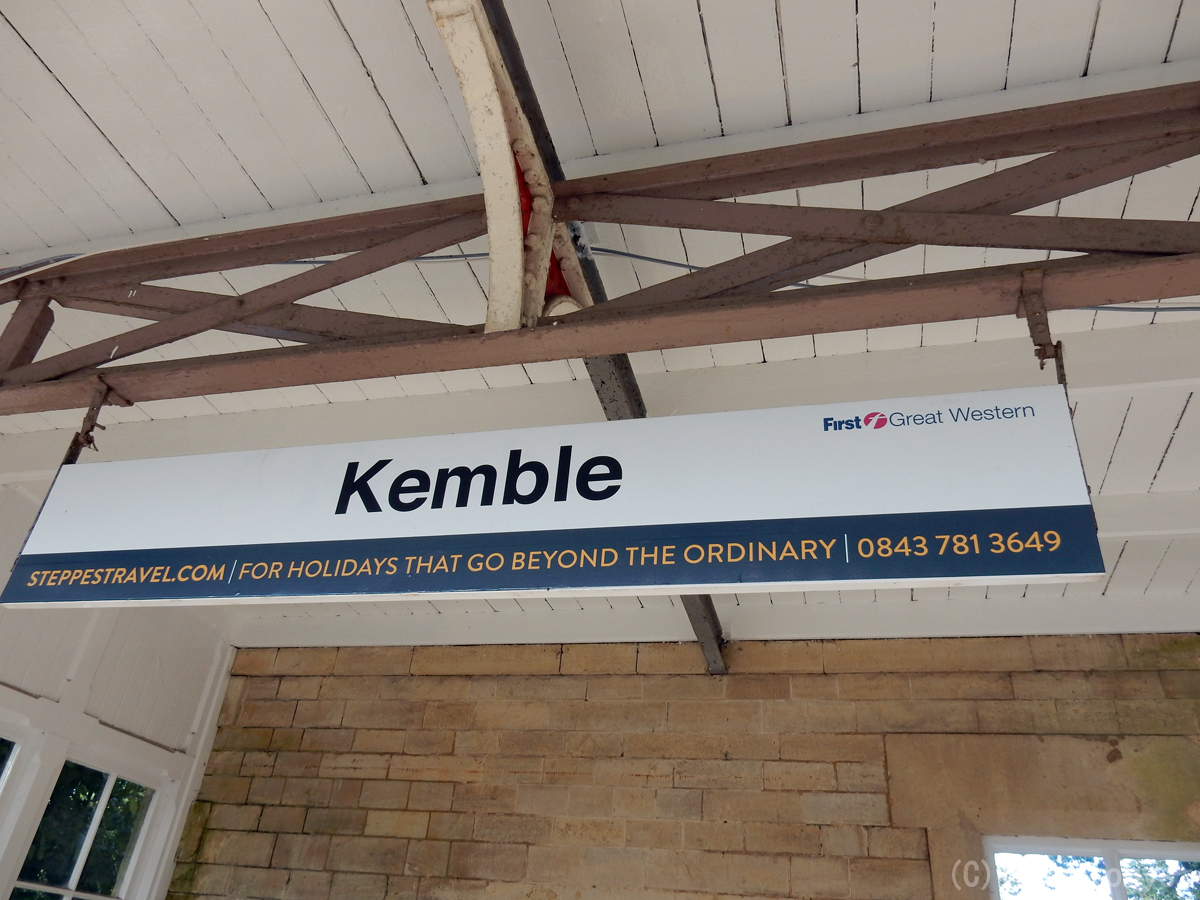 First Great Western
Kemble
STEPPESTRAVEL.COM | FOR HOLIDAYS THAT GO BEYOND THE ORDINARY | 0843 781 3649
(C)